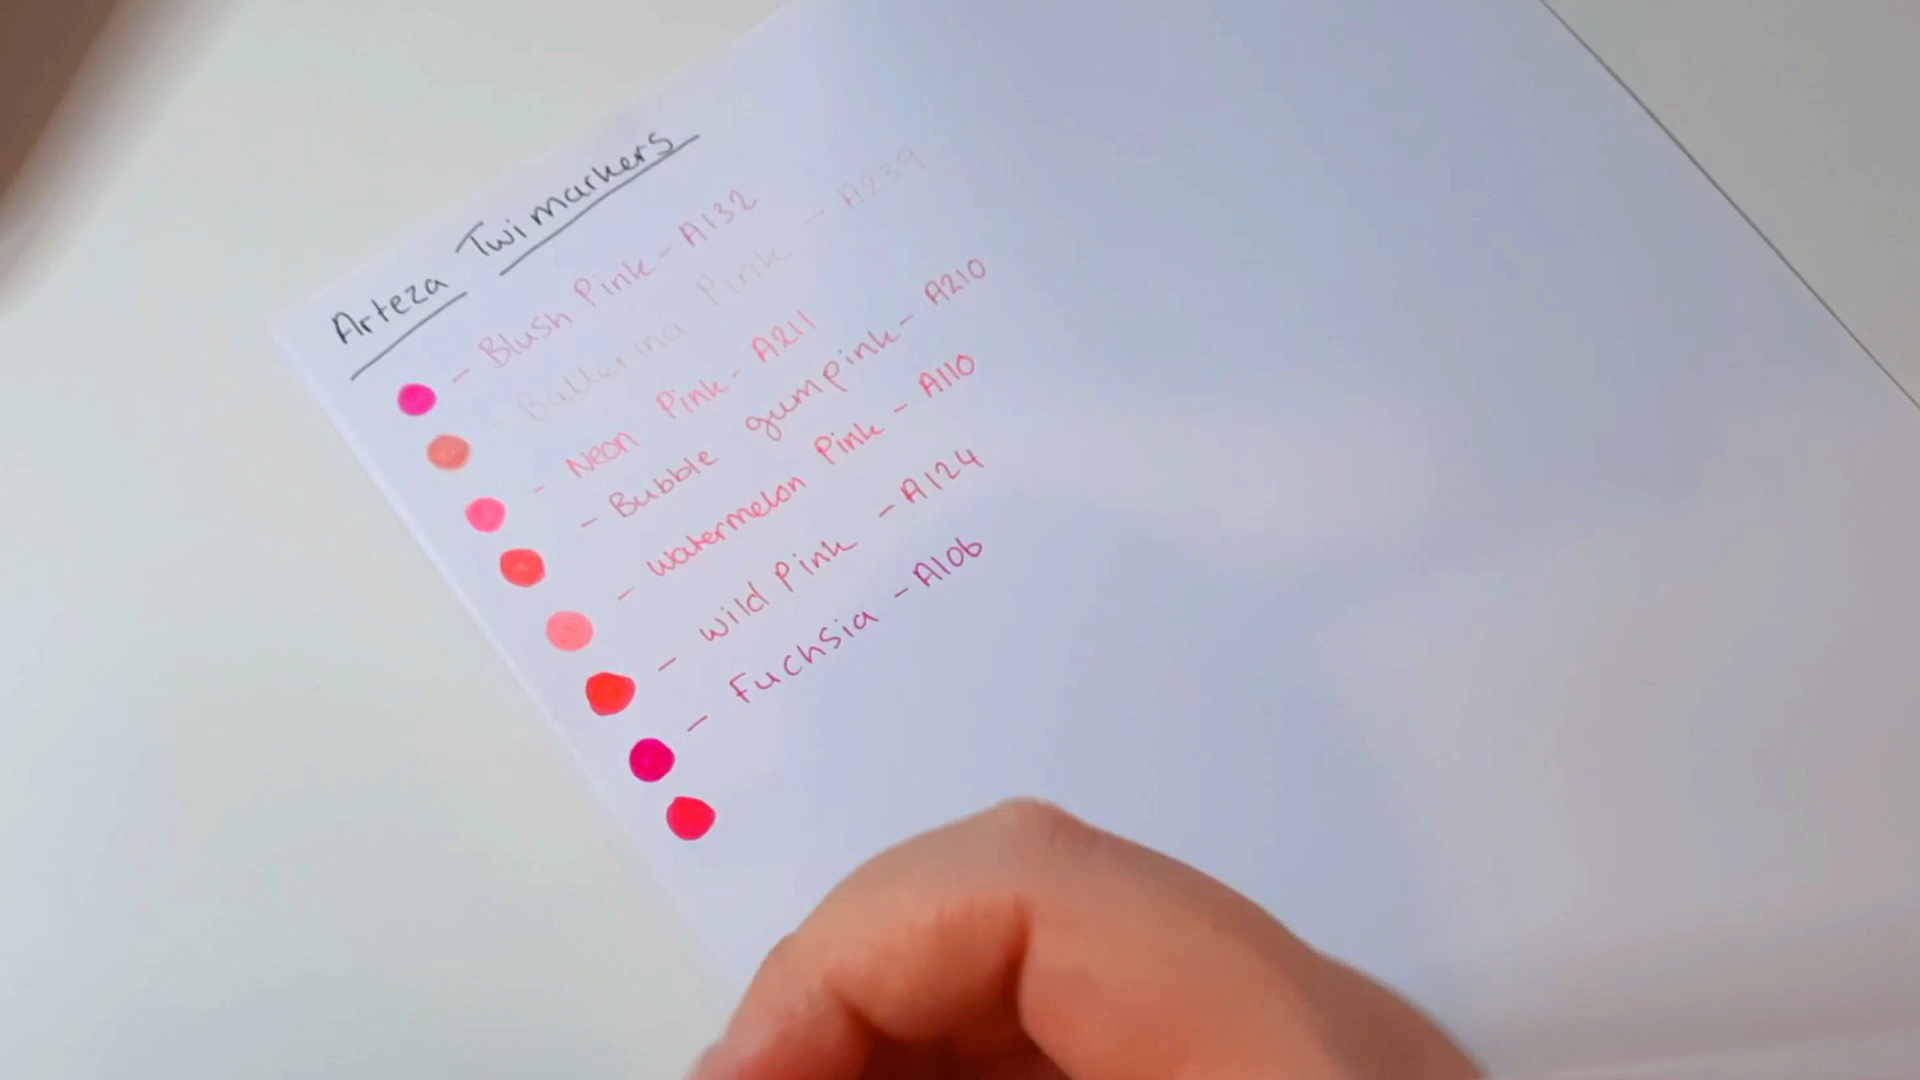 Arteza Twimarkers
- Blush Pink - A132
- Ballerina Pink - A239
- Neon Pink - A211
- Bubble gumpink - A210
- Watermelon Pink - A110
- Wild Pink - A124
- Fuchsia - A106